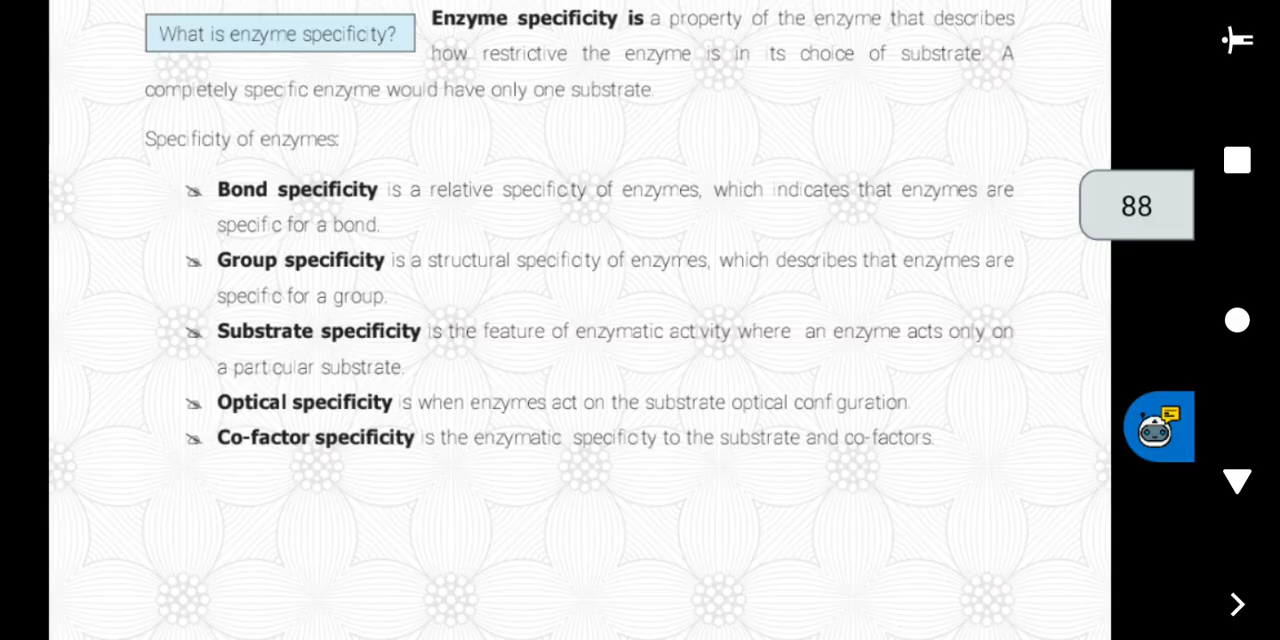 What is enzyme specificity?
Enzyme specificity is a property of the enzyme that describes
how restrictive the enzyme is in its choice of substrate. A
completely specific enzyme would have only one substrate.
Specificity of enzymes:
Bond specificity is a relative specificity of enzymes, which indicates that enzymes are
specific for a bond.
Group specificity is a structural specificity of enzymes, which describes that enzymes are
specific for a group.
Substrate specificity is the feature of enzymatic activity where an enzyme acts only on
a particular substrate.
Optical specificity is when enzymes act on the substrate optical configuration.
Co-factor specificity is the enzymatic specificity to the substrate and co-factors.
88